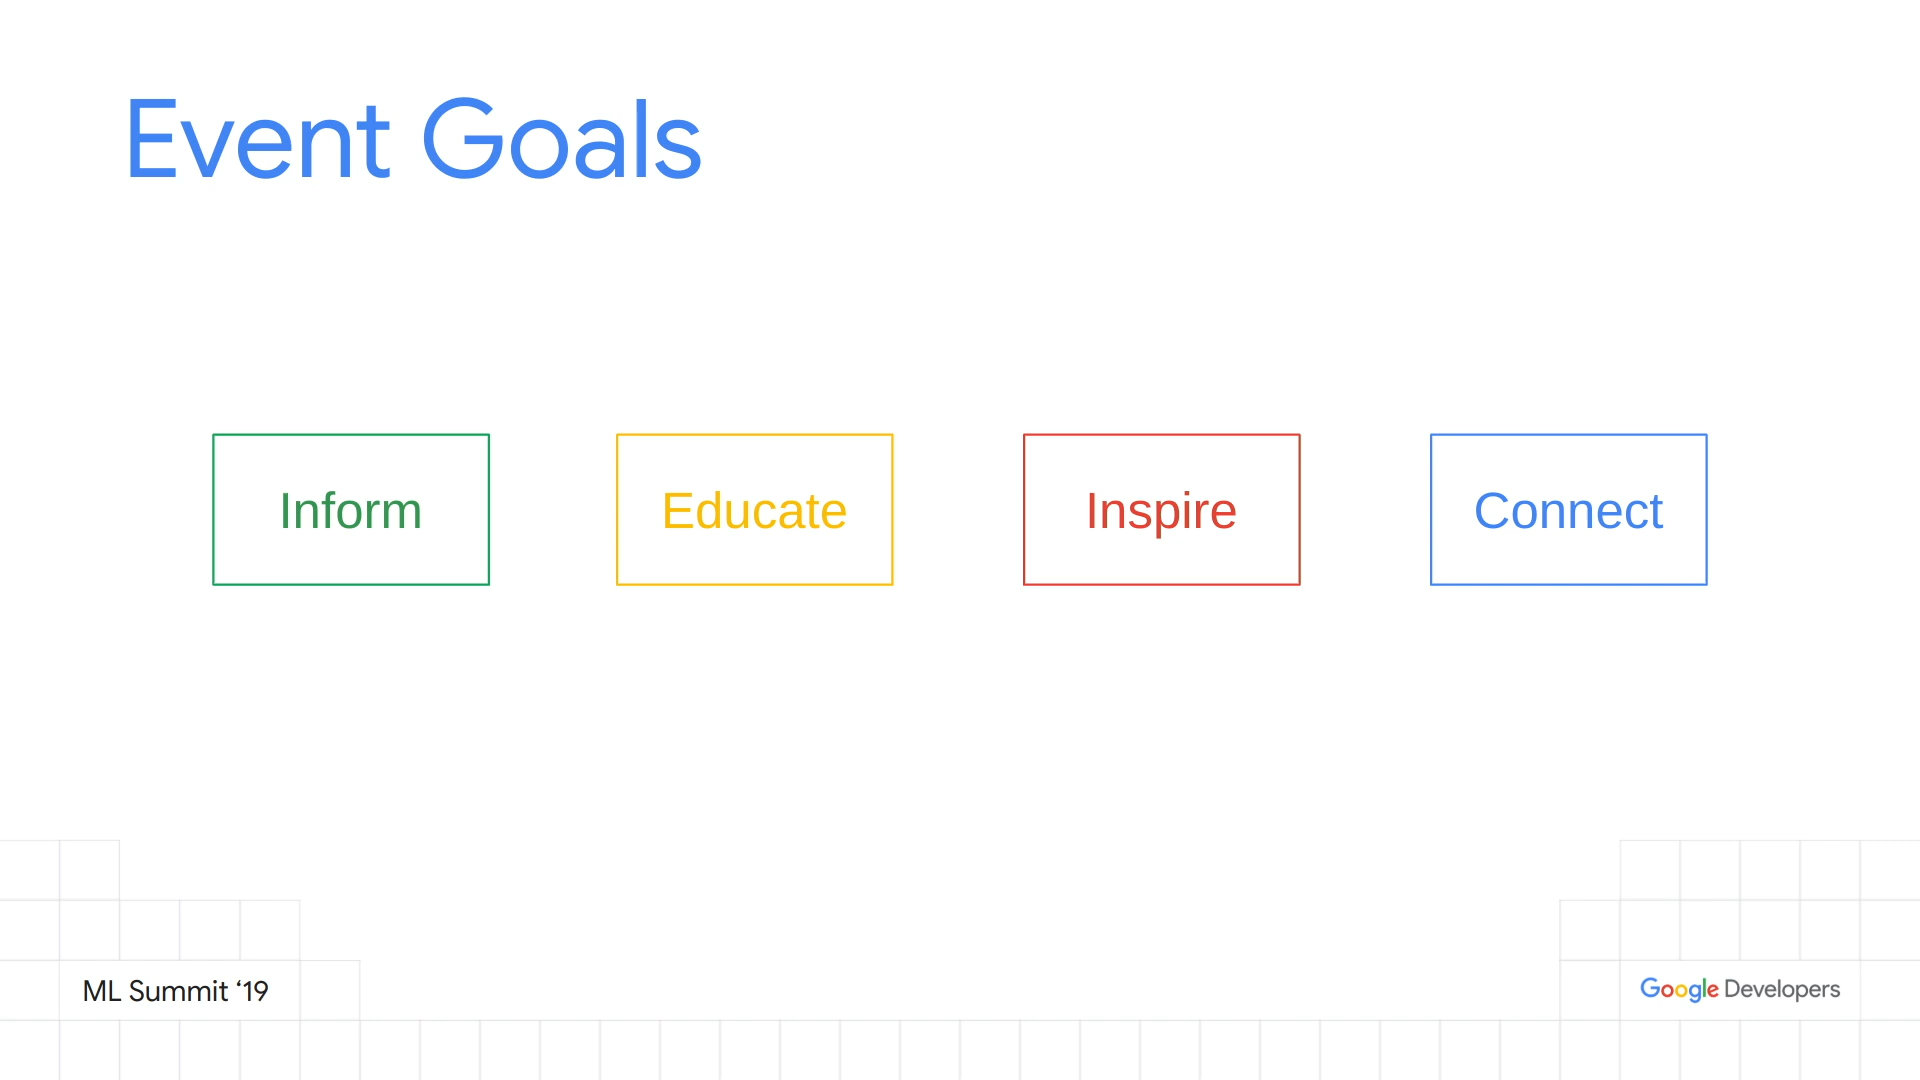 Event Goals
Inform
Educate
Inspire
Connect
ML Summit ‘19
Google Developers